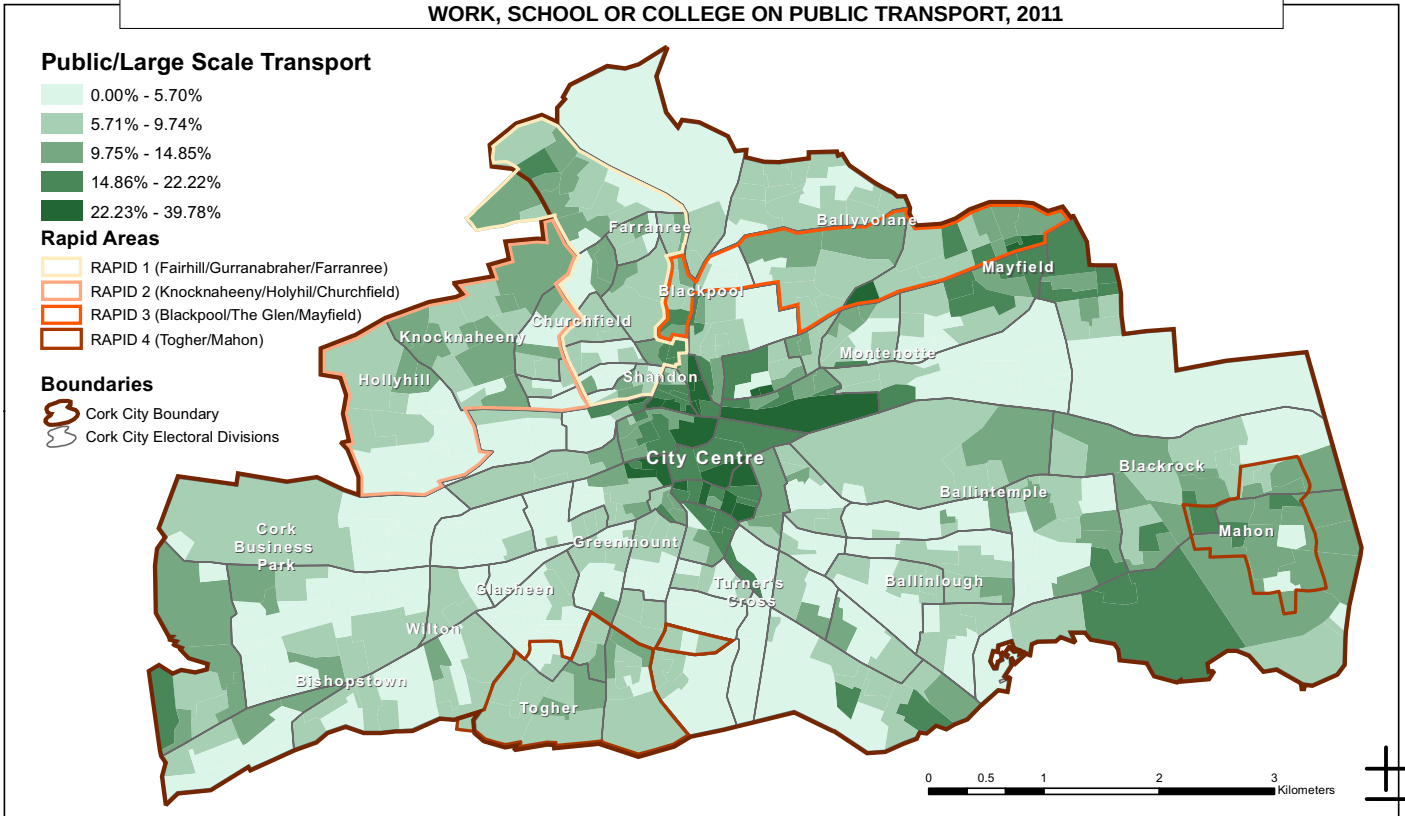 WORK, SCHOOL OR COLLEGE ON PUBLIC TRANSPORT, 2011
Public/Large Scale Transport
0.00% - 5.70%
5.71% - 9.74%
9.75% - 14.85%
14.86% - 22.22%
22.23% - 39.78%
Rapid Areas
RAPID 1 (Fairhill/Gurranabraher/Farranree)
RAPID 2 (Knocknaheeny/Holyhil/Churchfield)
RAPID 3 (Blackpool/The Glen/Mayfield)
RAPID 4 (Togher/Mahon)
Boundaries
Cork City Boundary
Cork City Electoral Divisions
Ballyvolane
Farranree
Mayfield
Blackpool
Churchfield
Knocknaheeny
Montenotte
Shandon
Hollyhill
City Centre
Blackrock
Ballintemple
Cork
Business
Park
Mahon
Greenmount
Glasheen
Turner's
Cross
Ballinlough
Wilton
Bishopstown
Togher
0 0.5 1 2 3
Kilometers